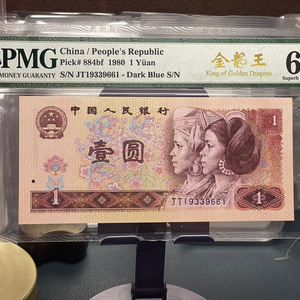 PMG
MONEY GUARANTY
China / People's Republic
Pick# 884bf 1980 1 Yüan
S/N JT19339661 - Dark Blue S/N
金龍王
King of Golden Dragons
6
Superb
中国人民银行
1
壹圆
1
1
JT19339661